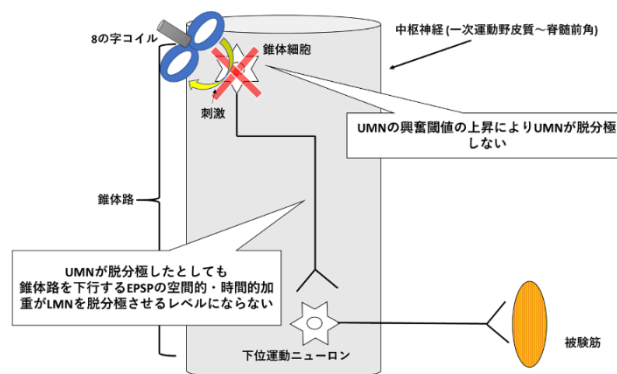 8の字コイル
錐体細胞
中枢神経 (一次運動野皮質～脊髄前角)
刺激
UMNの興奮閾値の上昇によりUMNが脱分極
しない
錐体路
UMNが脱分極したとしても
錐体路を下行するEPSPの空間的・時間的加
重がLMNを脱分極させるレベルにならない
下位運動ニューロン
被験筋